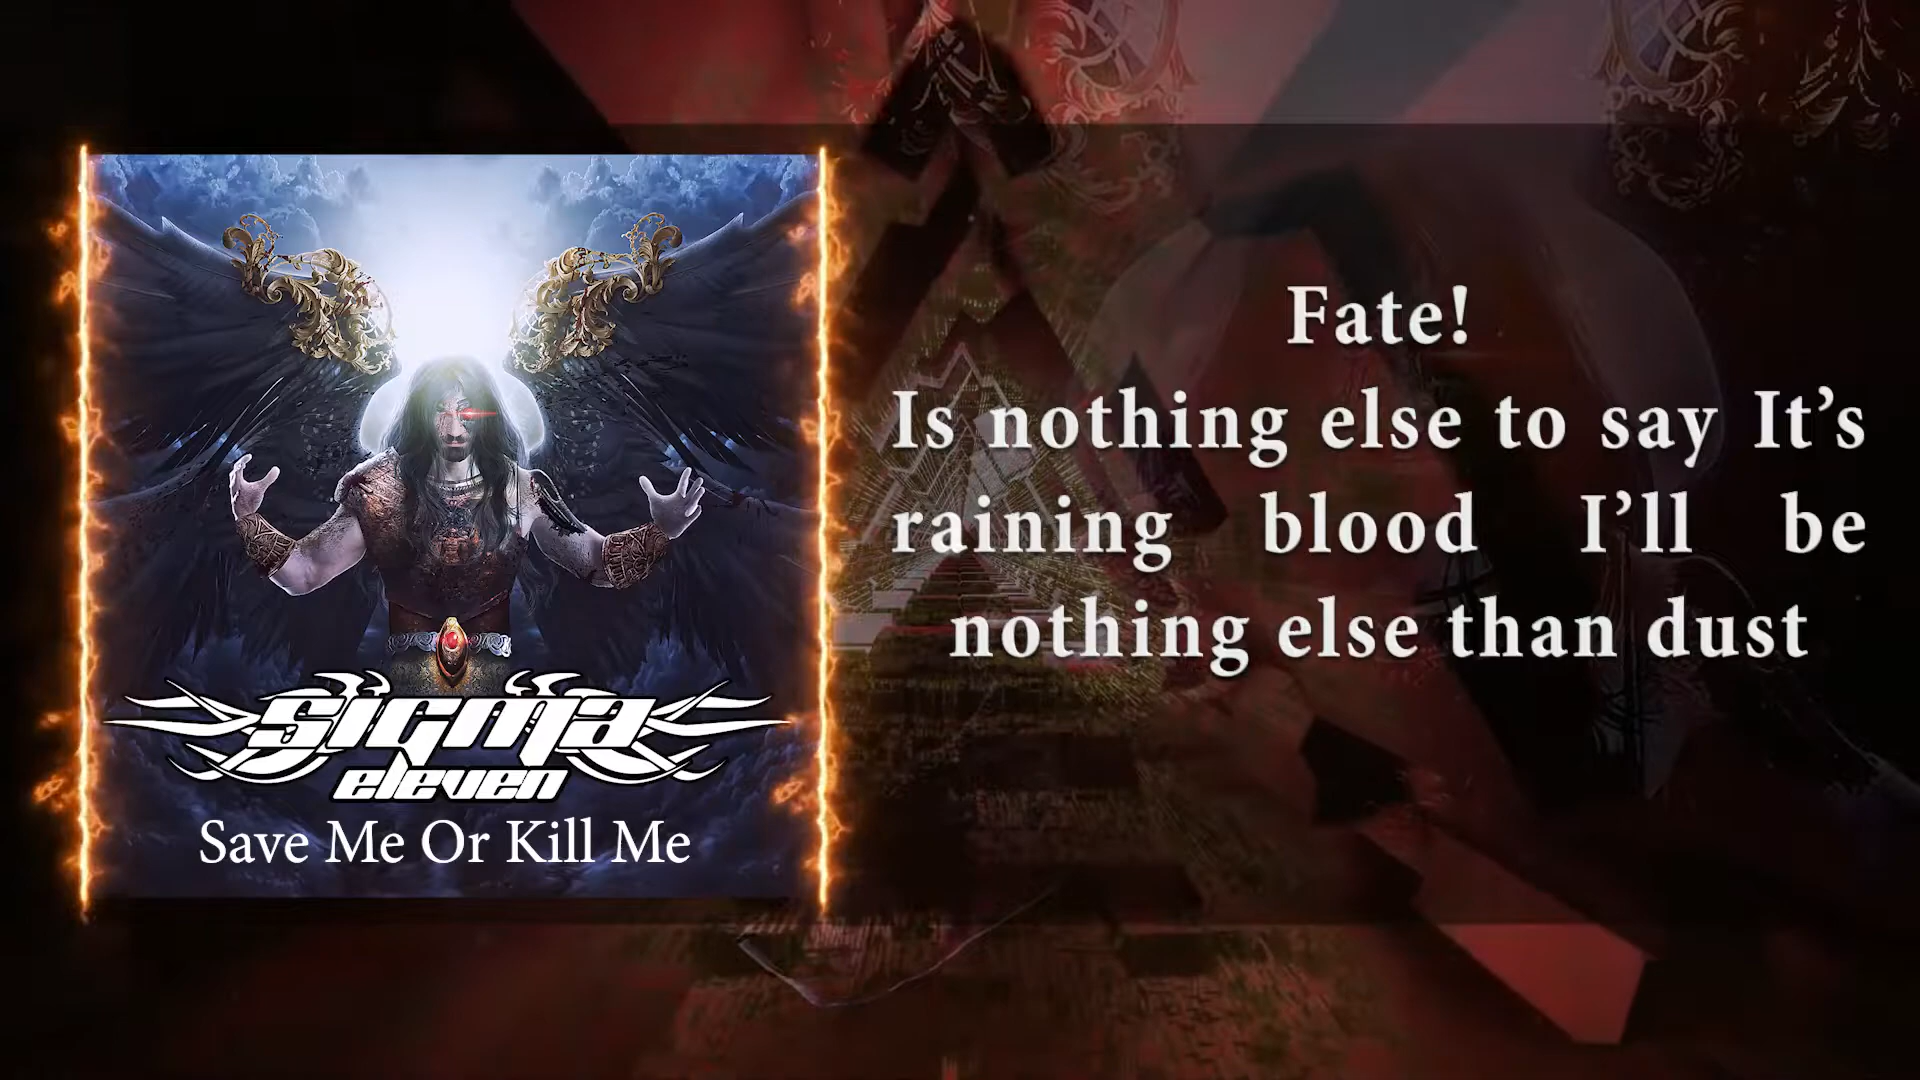 sigma
eleven
Save Me Or Kill Me
Fate!
Is nothing else to say It’s
raining blood I’ll be
nothing else than dust